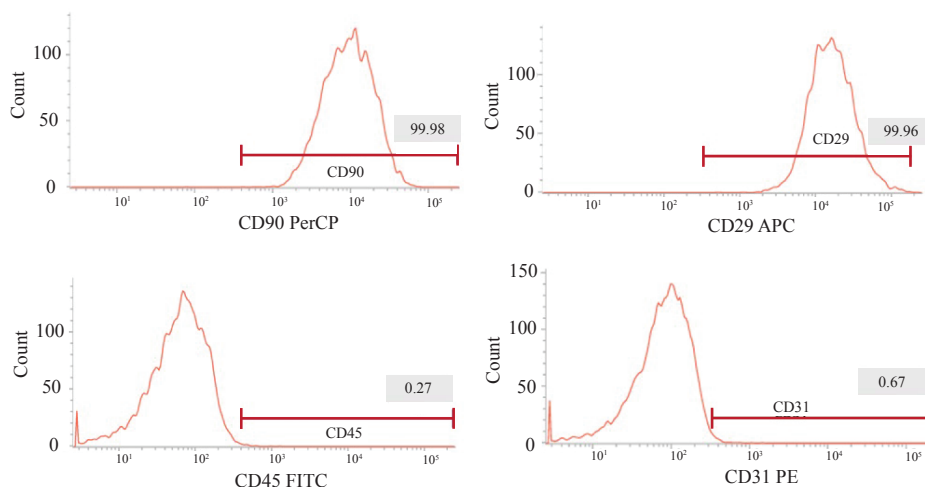 100
50
0
Count
99.98
CD90
10¹ 10² 10³ 10⁴ 10⁵
CD90 PerCP
100
50
0
Count
99.96
CD29
10¹ 10² 10³ 10⁴ 10⁵
CD29 APC
100
50
0
Count
0.27
CD45
10¹ 10² 10³ 10⁴ 10⁵
CD45 FITC
150
100
50
0
Count
0.67
CD31
10¹ 10² 10³ 10⁴ 10⁵
CD31 PE